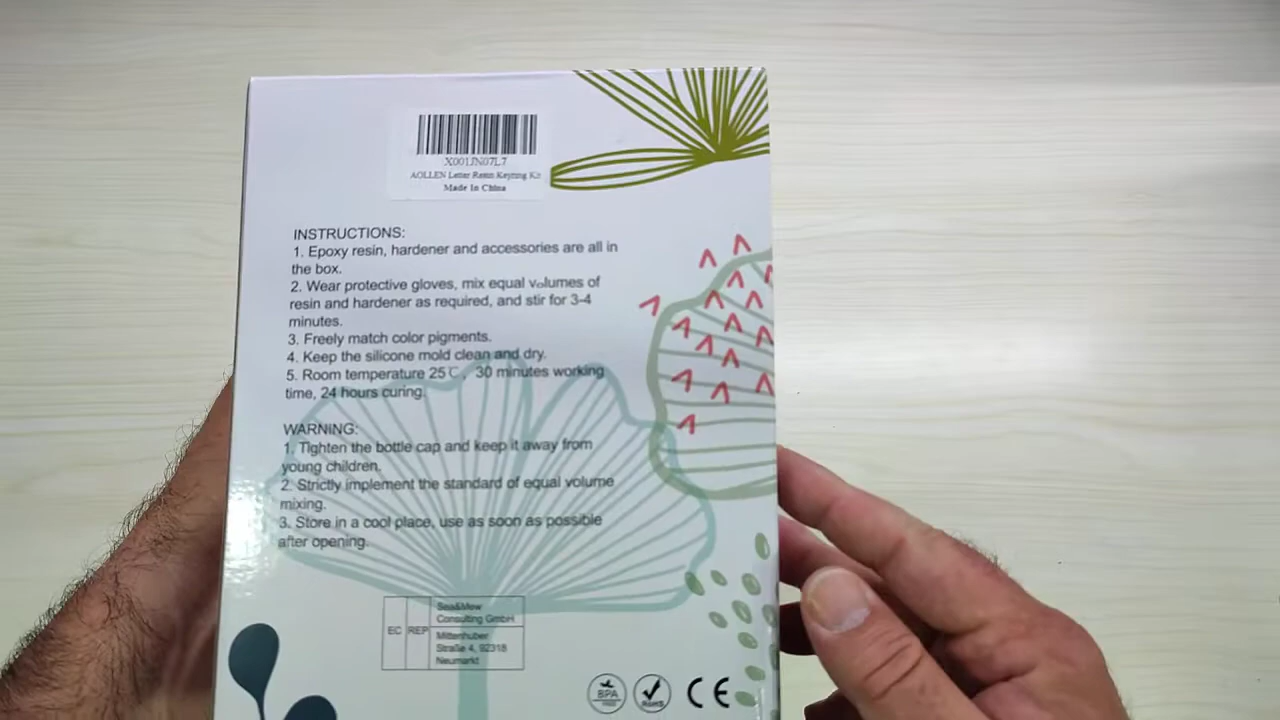 X001JN07L7
AOLLEN Letter Resin Keyring Kit
Made In China
INSTRUCTIONS:
1. Epoxy resin, hardener and accessories are all in
the box.
2. Wear protective gloves, mix equal volumes of
resin and hardener as required, and stir for 3-4
minutes.
3. Freely match color pigments.
4. Keep the silicone mold clean and dry.
5. Room temperature 25℃, 30 minutes working
time, 24 hours curing.
WARNING:
1. Tighten the bottle cap and keep it away from
young children.
2. Strictly implement the standard of equal volume
mixing.
3. Store in a cool place, use as soon as possible
after opening.
EC REP
Sea&Mew
Consulting GmbH
Mittenhuber
Straße 4, 92318
Neumarkt
BPA
FREE
RoHS
CE